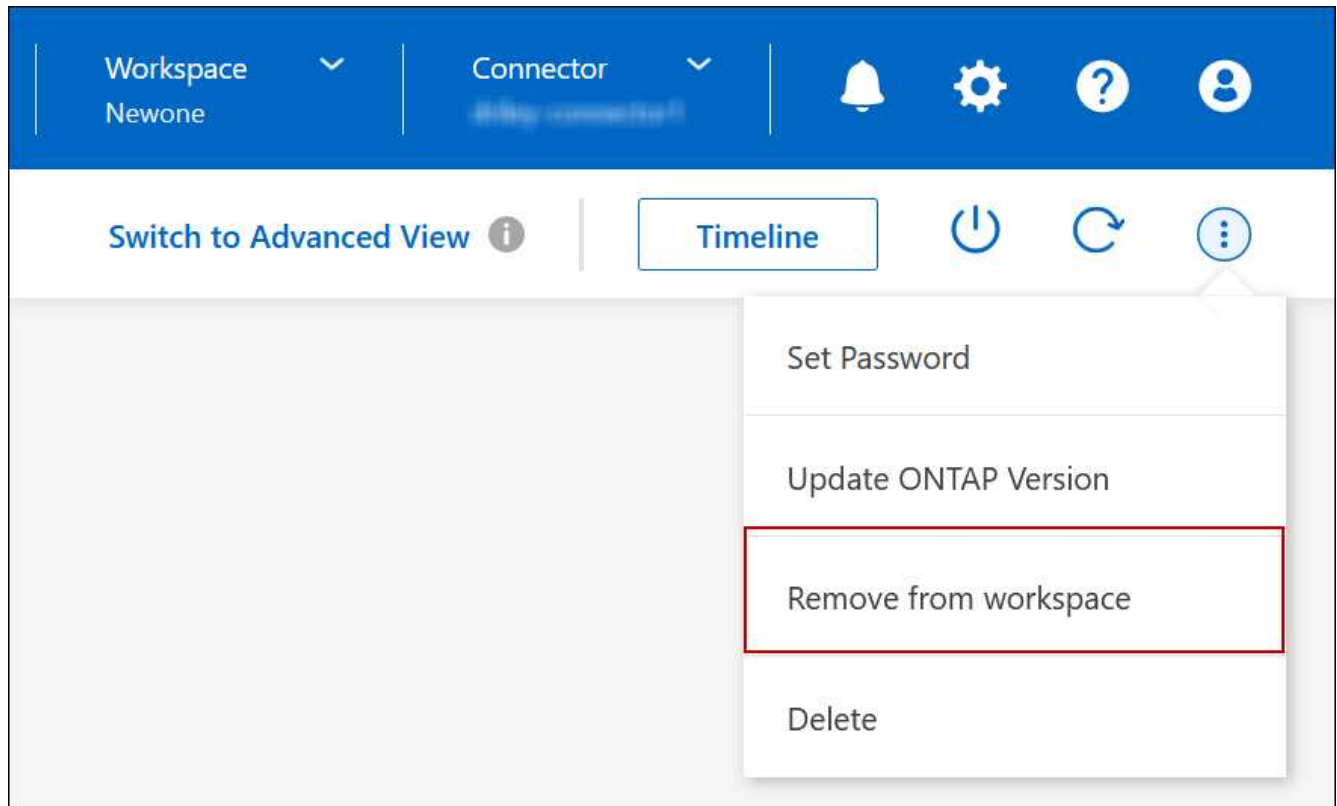 Workspace
Newone
Connector
Switch to Advanced View
Timeline
Set Password
Update ONTAP Version
Remove from workspace
Delete